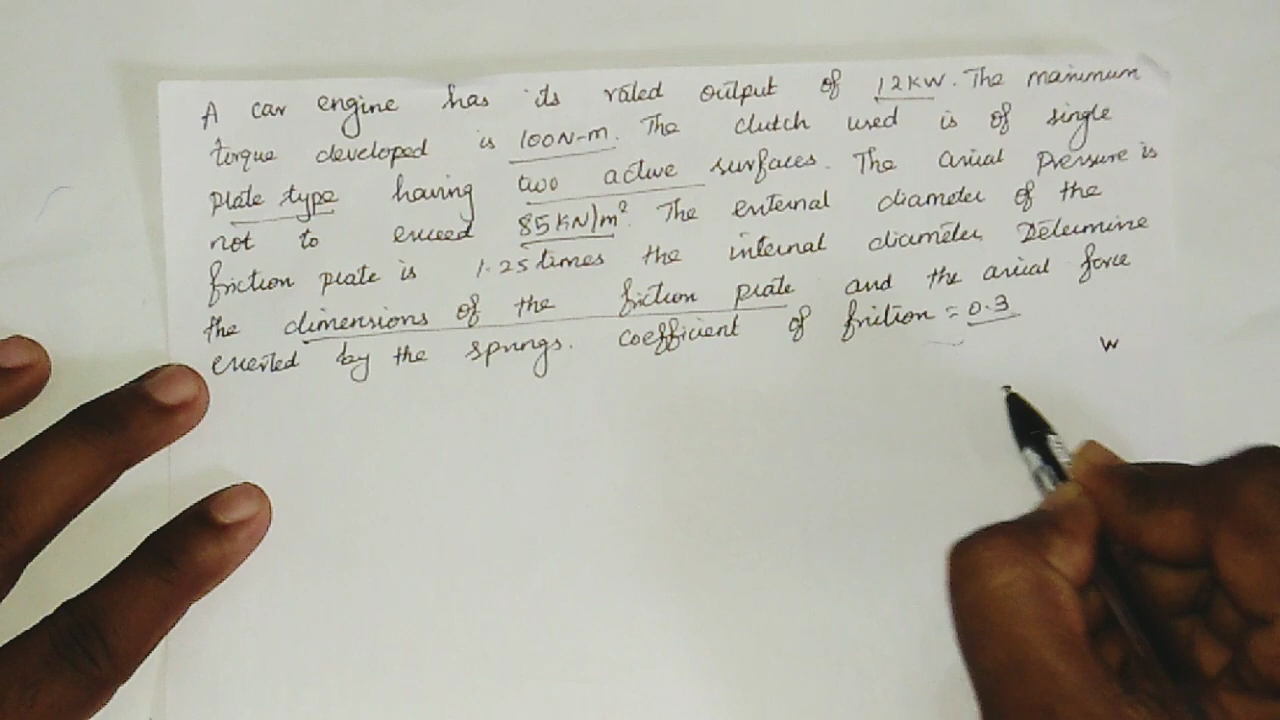 A car engine has its rated output of 12KW. The maximum
torque developed is 100N-m. The clutch used is of single
plate type having two active surfaces. The axial pressure is
not to exceed 85KN/m². The external diameter of the
friction plate is 1.25 times the internal diameter. Determine
the dimensions of the friction plate and the axial force
exerted by the springs. coefficient of friction = 0.3
W